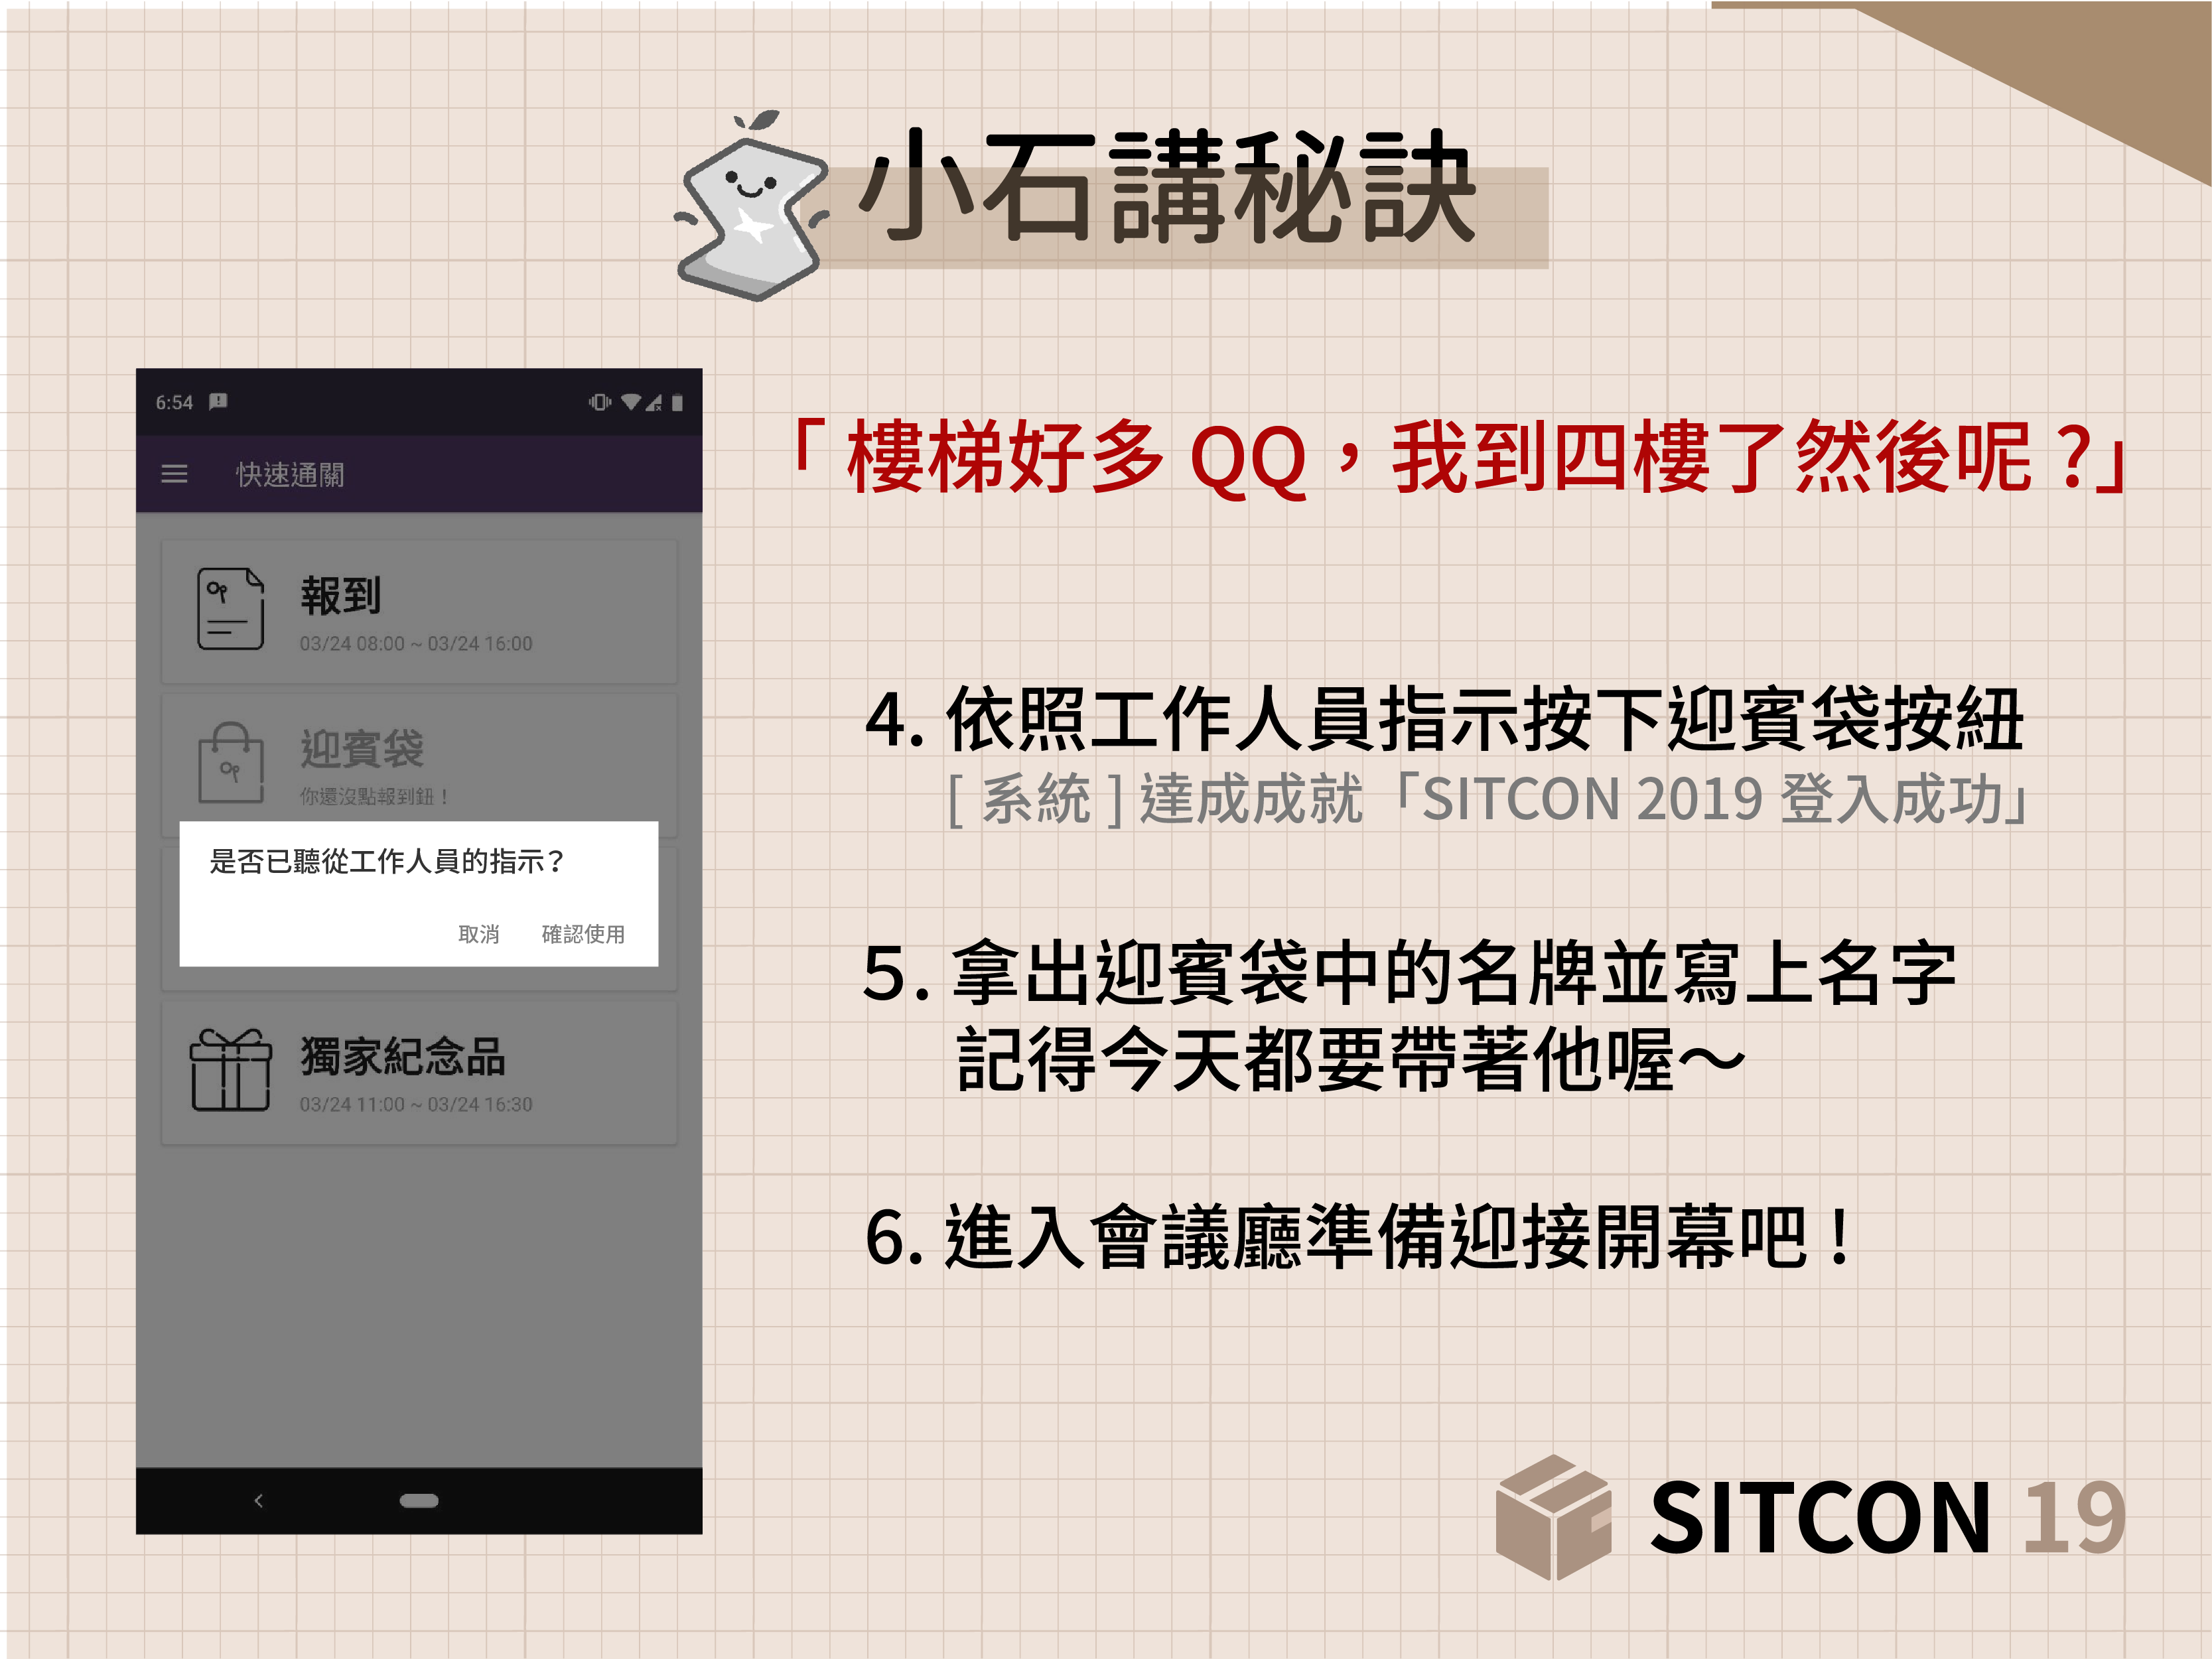 小石講秘訣
6:54
快速通關
報到
03/24 08:00 ~ 03/24 16:00
迎賓袋
你還沒點報到鈕！
是否已聽從工作人員的指示？
取消 確認使用
獨家紀念品
03/24 11:00 ~ 03/24 16:30
「樓梯好多 QQ，我到四樓了然後呢？」
4. 依照工作人員指示按下迎賓袋按紐
[ 系統 ] 達成成就「SITCON 2019 登入成功」
5. 拿出迎賓袋中的名牌並寫上名字
記得今天都要帶著他喔～
6. 進入會議廳準備迎接開幕吧！
SITCON 19